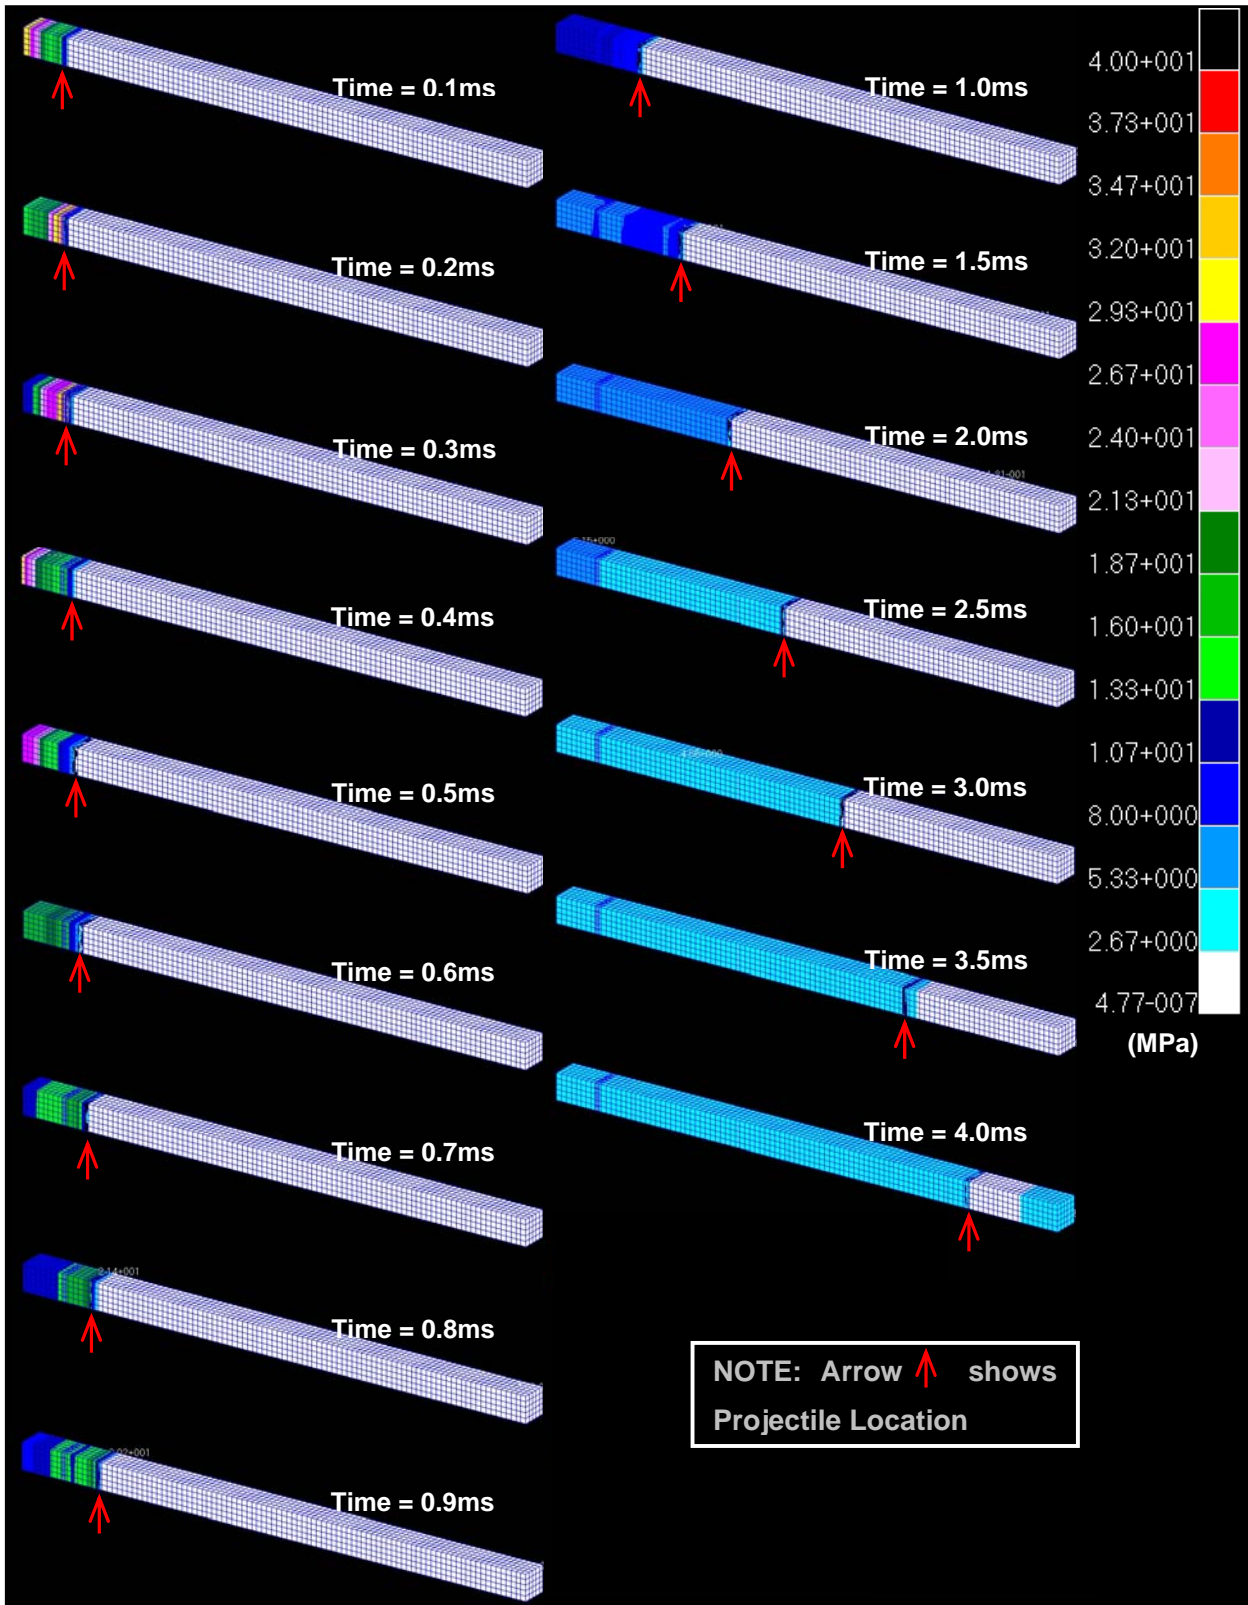 Time = 0.1ms
Time = 0.2ms
Time = 0.3ms
Time = 0.4ms
Time = 0.5ms
Time = 0.6ms
Time = 0.7ms
2.14+001
Time = 0.8ms
Time = 0.9ms
Time = 1.0ms
Time = 1.5ms
Time = 2.0ms
Time = 2.5ms
Time = 3.0ms
Time = 3.5ms
Time = 4.0ms
4.00+001
3.73+001
3.47+001
3.20+001
2.93+001
2.67+001
2.40+001
2.13+001
1.87+001
1.60+001
1.33+001
1.07+001
8.00+000
5.33+000
2.67+000
4.77-007
(MPa)
NOTE: Arrow shows
Projectile Location